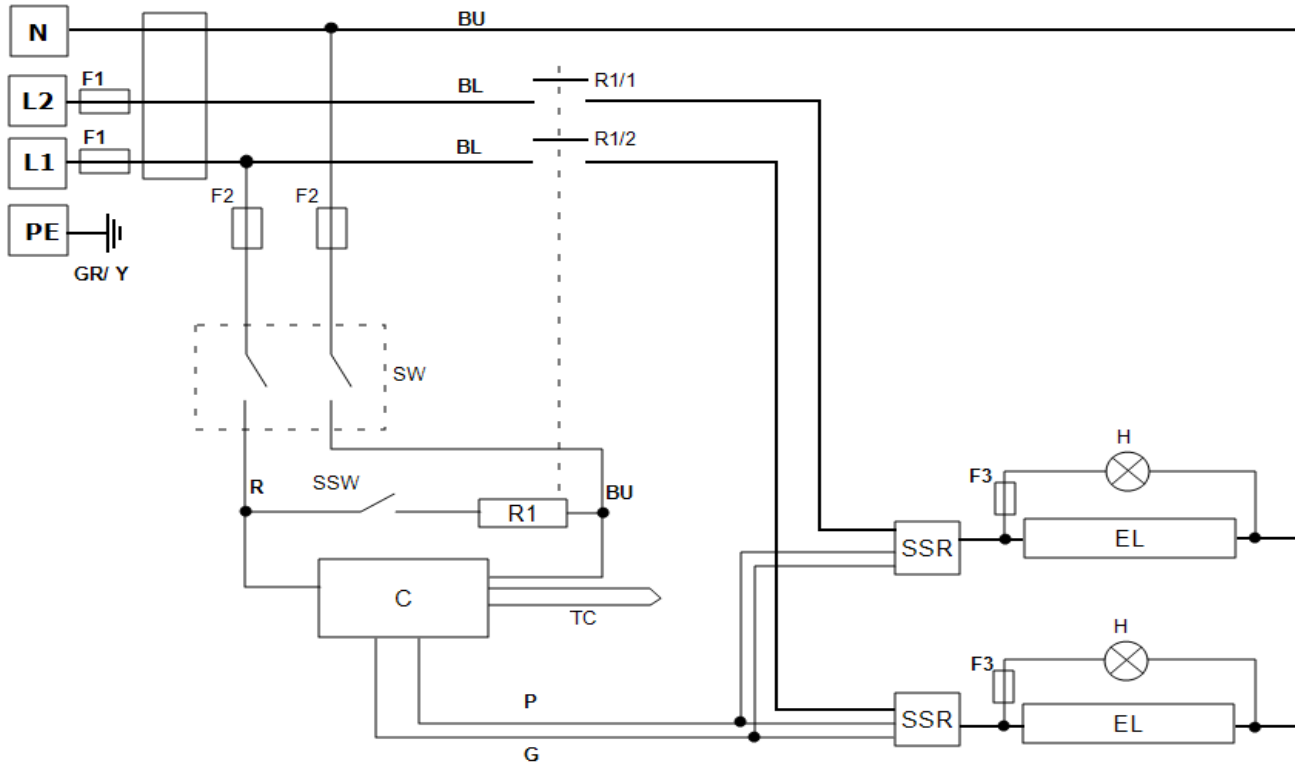 N
BU
F1
L2
BL
R1/1
F1
L1
BL
R1/2
F2
F2
PE
GR/ Y
SW
H
F3
R
SSW
BU
R1
SSR
EL
C
TC
H
F3
P
SSR
EL
G